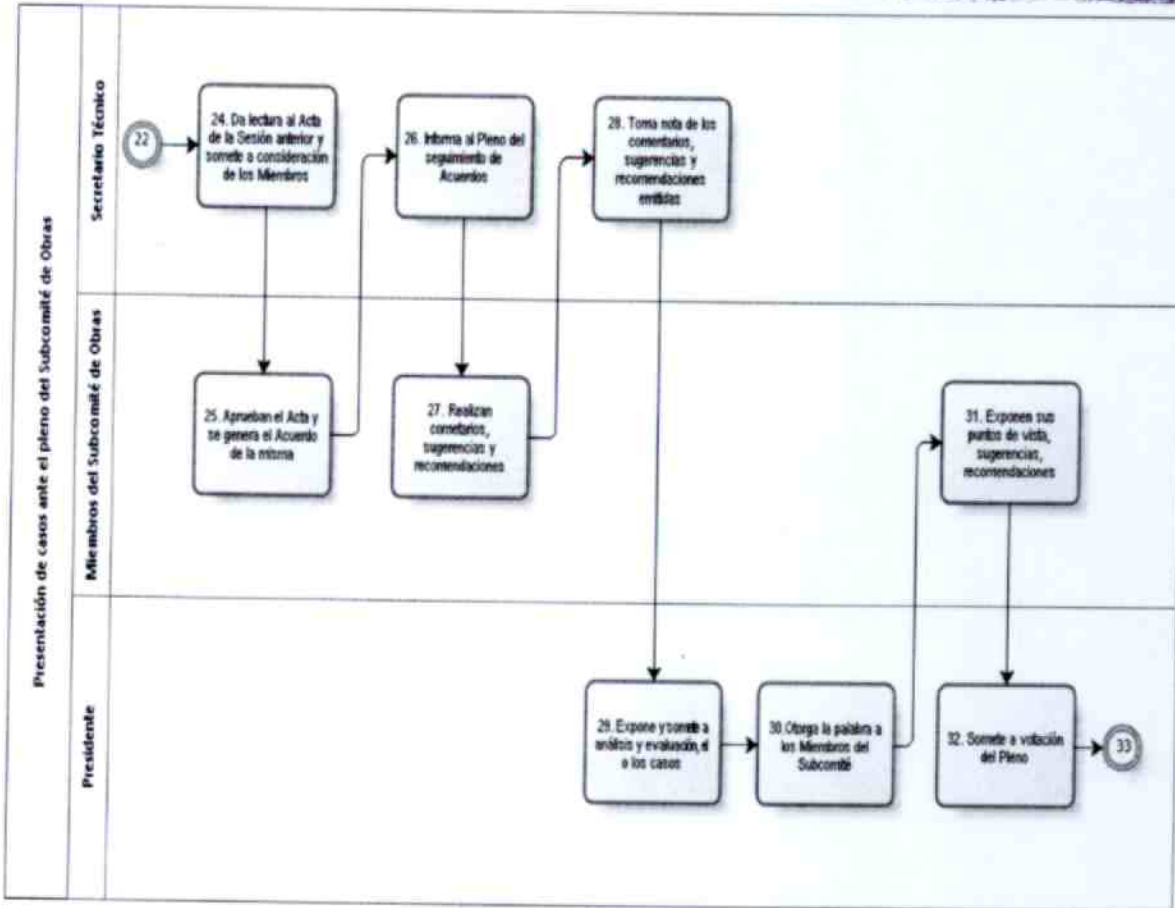 Presentación de casos ante el pleno del Subcomité de Obras
Secretario Técnico
22
24. Da lectura al Acta
de la Sesión anterior y
somete a consideración
de los Miembros
26. Informa al Pleno del
seguimiento de
Acuerdos
28. Toma nota de los
comentarios,
sugerencias y
recomendaciones
emitidas
Miembros del Subcomité de Obras
25. Aprueban el Acta y
se genera el Acuerdo
de la misma
27. Realizan
cometarios,
sugerencias y
recomendaciones
31. Exponen sus
puntos de vista,
sugerencias,
recomendaciones
Presidente
29. Expone y somete a
análisis y evaluación, el
o los casos
30.Otorga la palabra a
los Miembros del
Subcomité
32. Somete a votación
del Pleno
33